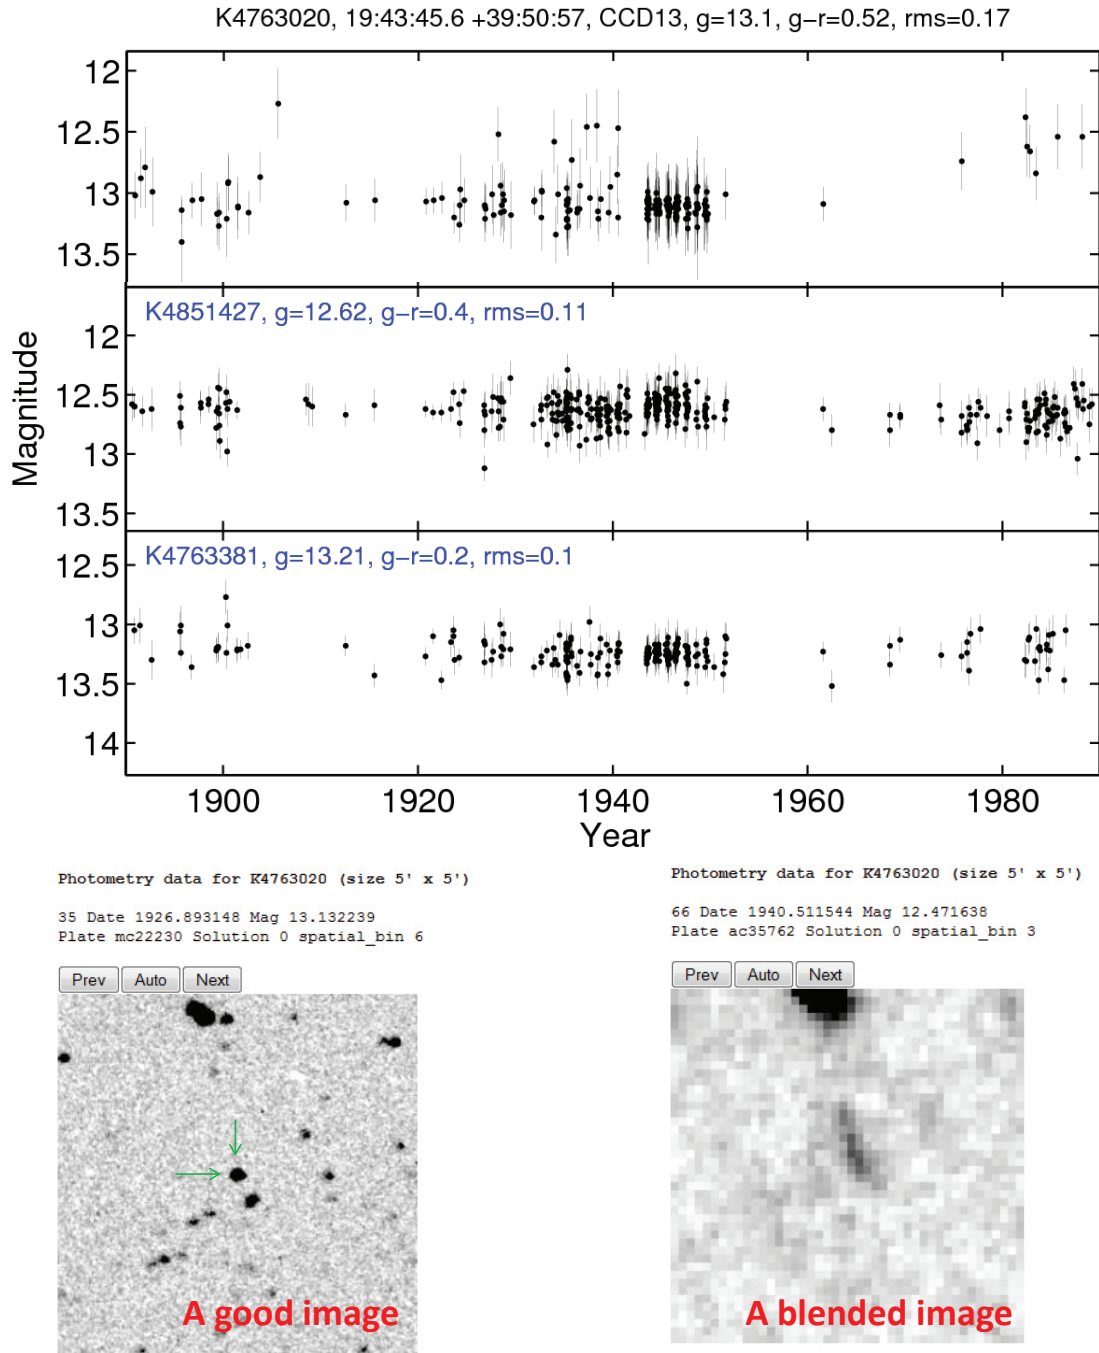 K4763020, 19:43:45.6 +39:50:57, CCD13, g=13.1, g−r=0.52, rms=0.17
12
12.5
13
13.5
K4851427, g=12.62, g−r=0.4, rms=0.11
12
12.5
13
13.5
Magnitude
K4763381, g=13.21, g−r=0.2, rms=0.1
12.5
13
13.5
14
1900 1920 1940 1960 1980
Year
Photometry data for K4763020 (size 5' x 5')
35 Date 1926.893148 Mag 13.132239
Plate mc22230 Solution 0 spatial_bin 6
Prev Auto Next
A good image
Photometry data for K4763020 (size 5' x 5')
66 Date 1940.511544 Mag 12.471638
Plate ac35762 Solution 0 spatial_bin 3
Prev Auto Next
A blended image